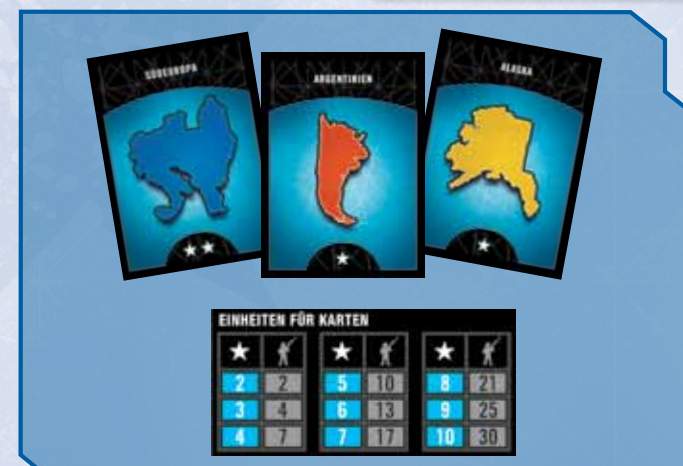 SÜDEUROPA
ARGENTINIEN
ALASKA
EINHEITEN FÜR KARTEN
2 2 5 10 8 21
3 4 6 13 9 25
4 7 7 17 10 30